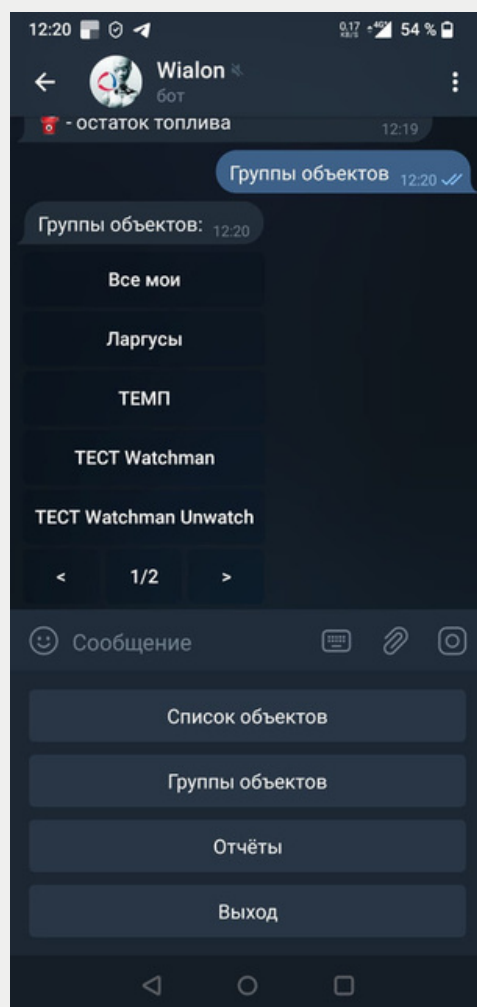 12:20
0,17 KB/S 4G 54 %
Wialon
бот
- остаток топлива 12:19
Группы объектов 12:20
Группы объектов: 12:20
Все мои
Ларгусы
ТЕМП
ТЕСТ Watchman
ТЕСТ Watchman Unwatch
< 1/2 >
Сообщение
Список объектов
Группы объектов
Отчёты
Выход